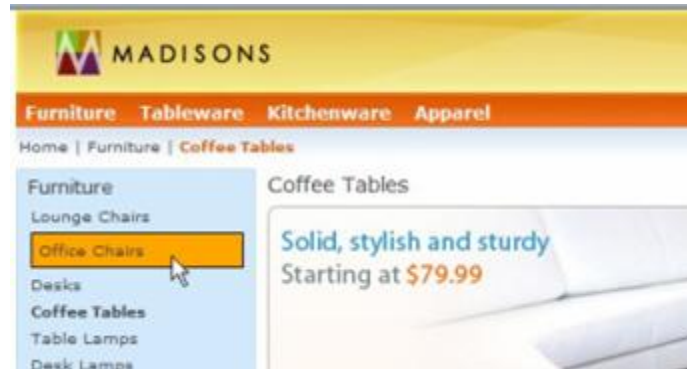 MADISONS
Furniture Tableware Kitchenware Apparel
Home | Furniture | Coffee Tables
Furniture
Lounge Chairs
Office Chairs
Desks
Coffee Tables
Table Lamps
Desk Lamps
Coffee Tables
Solid, stylish and sturdy
Starting at $79.99